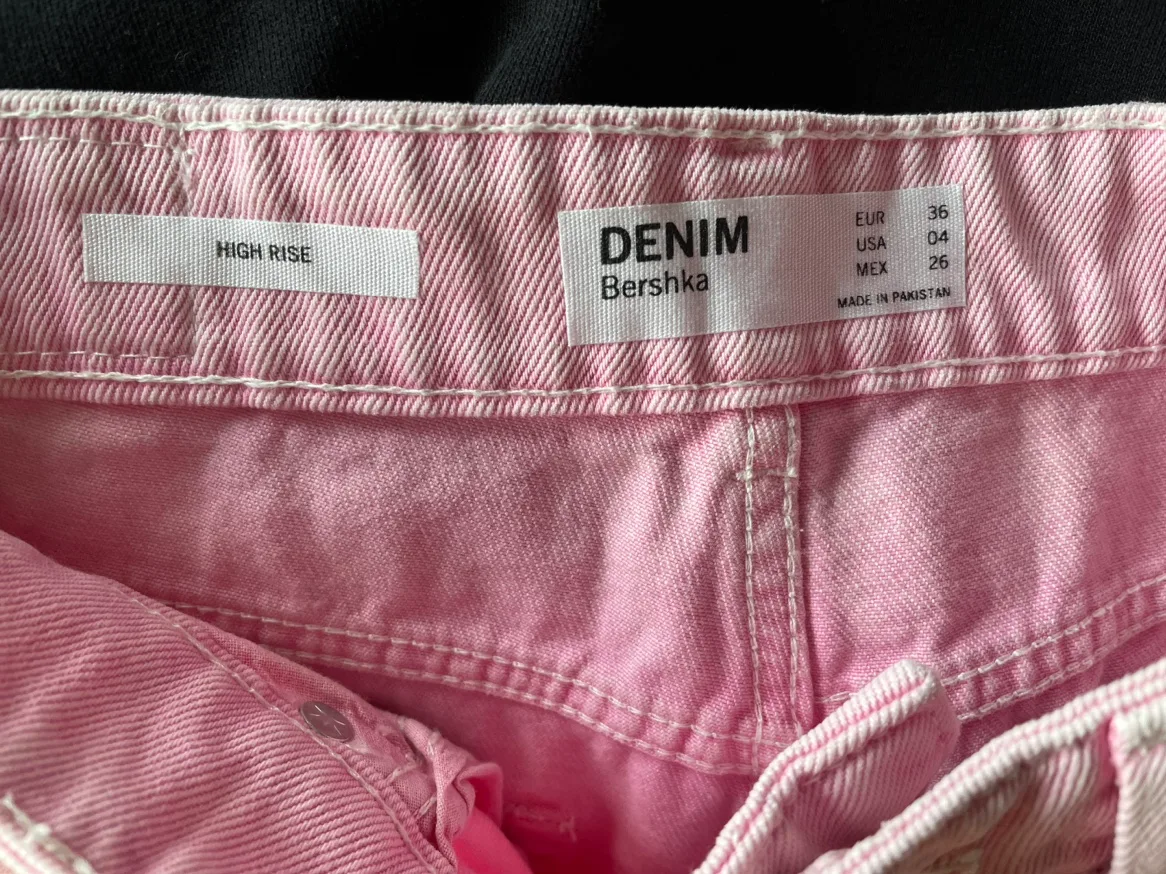 HIGH RISE
DENIM
Bershka
EUR 36
USA 04
MEX 26
MADE IN PAKISTAN